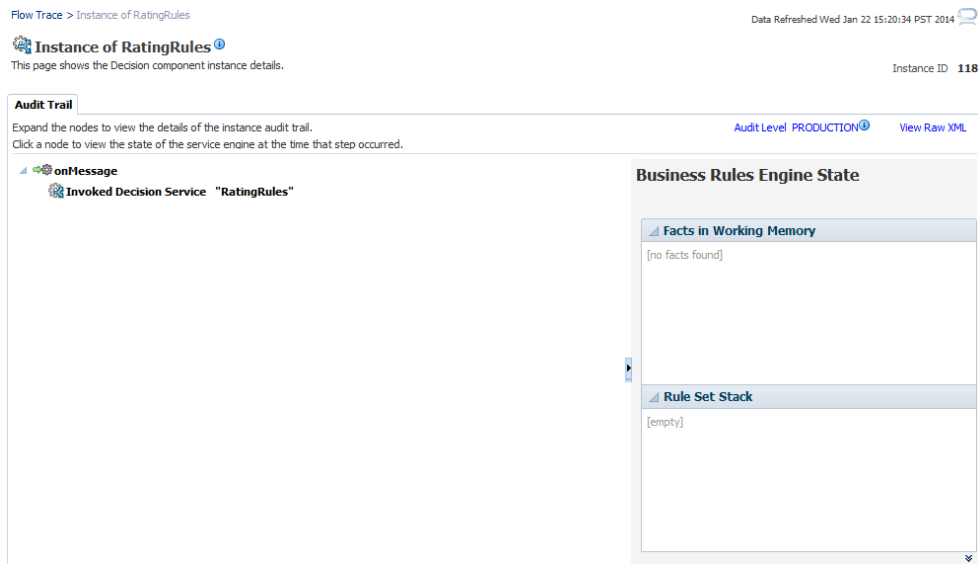 Flow Trace > Instance of RatingRules
Data Refreshed Wed Jan 22 15:20:34 PST 2014
Instance of RatingRules
This page shows the Decision component instance details.
Instance ID 118
Audit Trail
Expand the nodes to view the details of the instance audit trail.
Audit Level PRODUCTION
View Raw XML
Click a node to view the state of the service engine at the time that step occurred.
onMessage
Invoked Decision Service "RatingRules"
Business Rules Engine State
Facts in Working Memory
[no facts found]
Rule Set Stack
[empty]